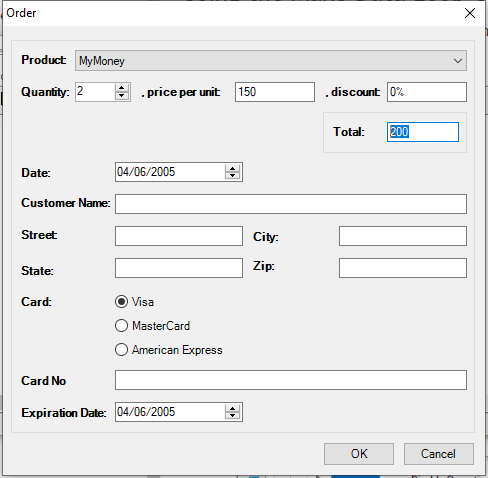 Order
Product: MyMoney
Quantity: 2 , price per unit: 150 , discount: 0%
Total: 200
Date: 04/06/2005
Customer Name:
Street: City:
State: Zip:
Card: Visa
MasterCard
American Express
Card No
Expiration Date: 04/06/2005
OK Cancel